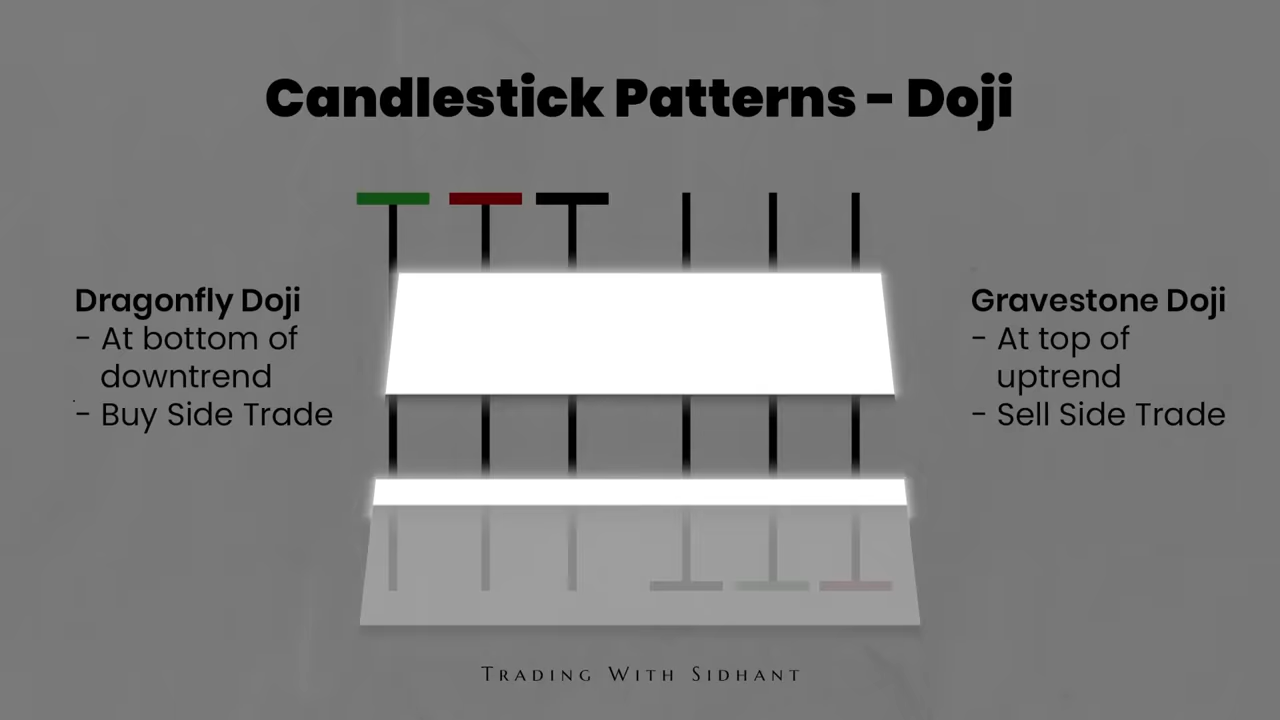 Candlestick Patterns - Doji
Dragonfly Doji
- At bottom of
downtrend
- Buy Side Trade
Gravestone Doji
- At top of
uptrend
- Sell Side Trade
Trading With Sidhant